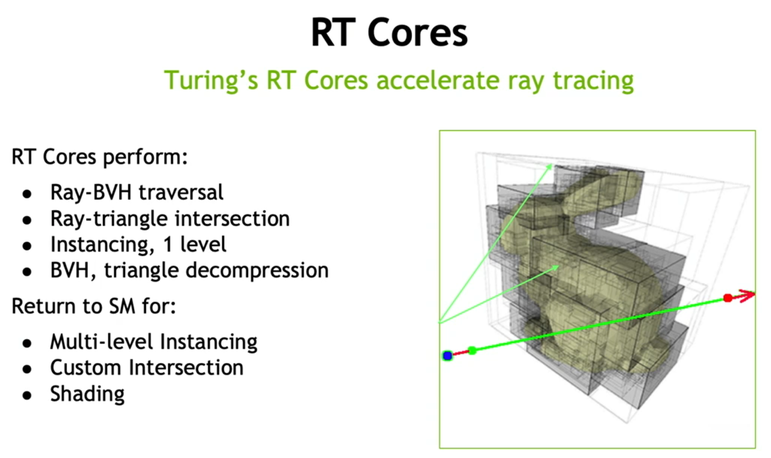 RT Cores
Turing's RT Cores accelerate ray tracing
RT Cores perform:
● Ray-BVH traversal
● Ray-triangle intersection
● Instancing, 1 level
● BVH, triangle decompression
Return to SM for:
● Multi-level Instancing
● Custom Intersection
● Shading